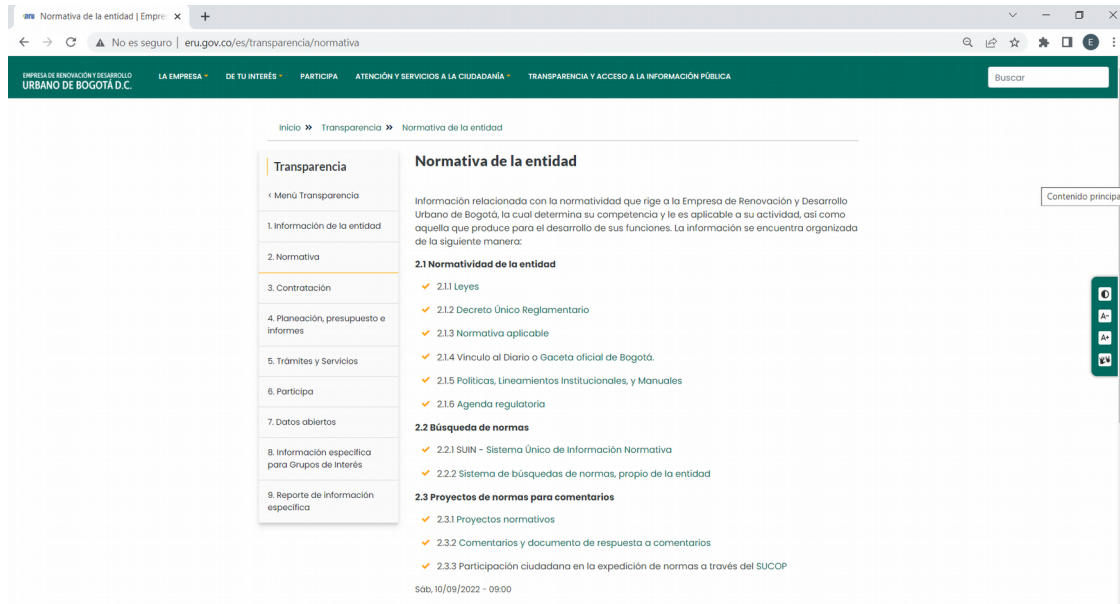 Normativa de la entidad | Empre
No es seguro | eru.gov.co/es/transparencia/normativa
E
EMPRESA DE RENOVACIÓN Y DESARROLLO
URBANO DE BOGOTÁ D.C.
LA EMPRESA
DE TU INTERÉS
PARTICIPA
ATENCIÓN Y SERVICIOS A LA CIUDADANÍA
TRANSPARENCIA Y ACCESO A LA INFORMACIÓN PÚBLICA
Buscar
Inicio » Transparencia » Normativa de la entidad
Transparencia
‹ Menú Transparencia
1. Información de la entidad
2. Normativa
3. Contratación
4. Planeación, presupuesto e
informes
5. Trámites y Servicios
6. Participa
7. Datos abiertos
8. Información específica
para Grupos de Interés
9. Reporte de información
específica
Normativa de la entidad
Información relacionada con la normatividad que rige a la Empresa de Renovación y Desarrollo
Urbano de Bogotá, la cual determina su competencia y le es aplicable a su actividad, así como
aquella que produce para el desarrollo de sus funciones. La información se encuentra organizada
de la siguiente manera:
2.1 Normatividad de la entidad
2.1.1 Leyes
2.1.2 Decreto Único Reglamentario
2.1.3 Normativa aplicable
2.1.4 Vínculo al Diario o Gaceta oficial de Bogotá.
2.1.5 Políticas, Lineamientos Institucionales, y Manuales
2.1.6 Agenda regulatoria
2.2 Búsqueda de normas
2.2.1 SUIN - Sistema Único de Información Normativa
2.2.2 Sistema de búsquedas de normas, propio de la entidad
2.3 Proyectos de normas para comentarios
2.3.1 Proyectos normativos
2.3.2 Comentarios y documento de respuesta a comentarios
2.3.3 Participación ciudadana en la expedición de normas a través del SUCOP
Sáb, 10/09/2022 - 09:00
Contenido principa
A-
A+